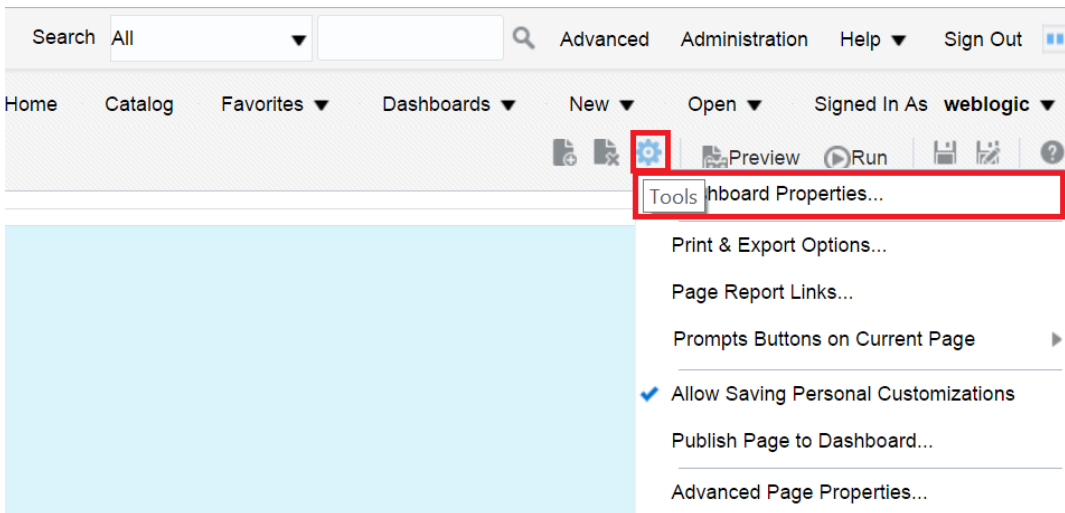 Search All Advanced Administration Help Sign Out
Home Catalog Favorites Dashboards New Open Signed In As weblogic
Preview Run ?
Tools hboard Properties...
Print & Export Options...
Page Report Links...
Prompts Buttons on Current Page
Allow Saving Personal Customizations
Publish Page to Dashboard...
Advanced Page Properties...